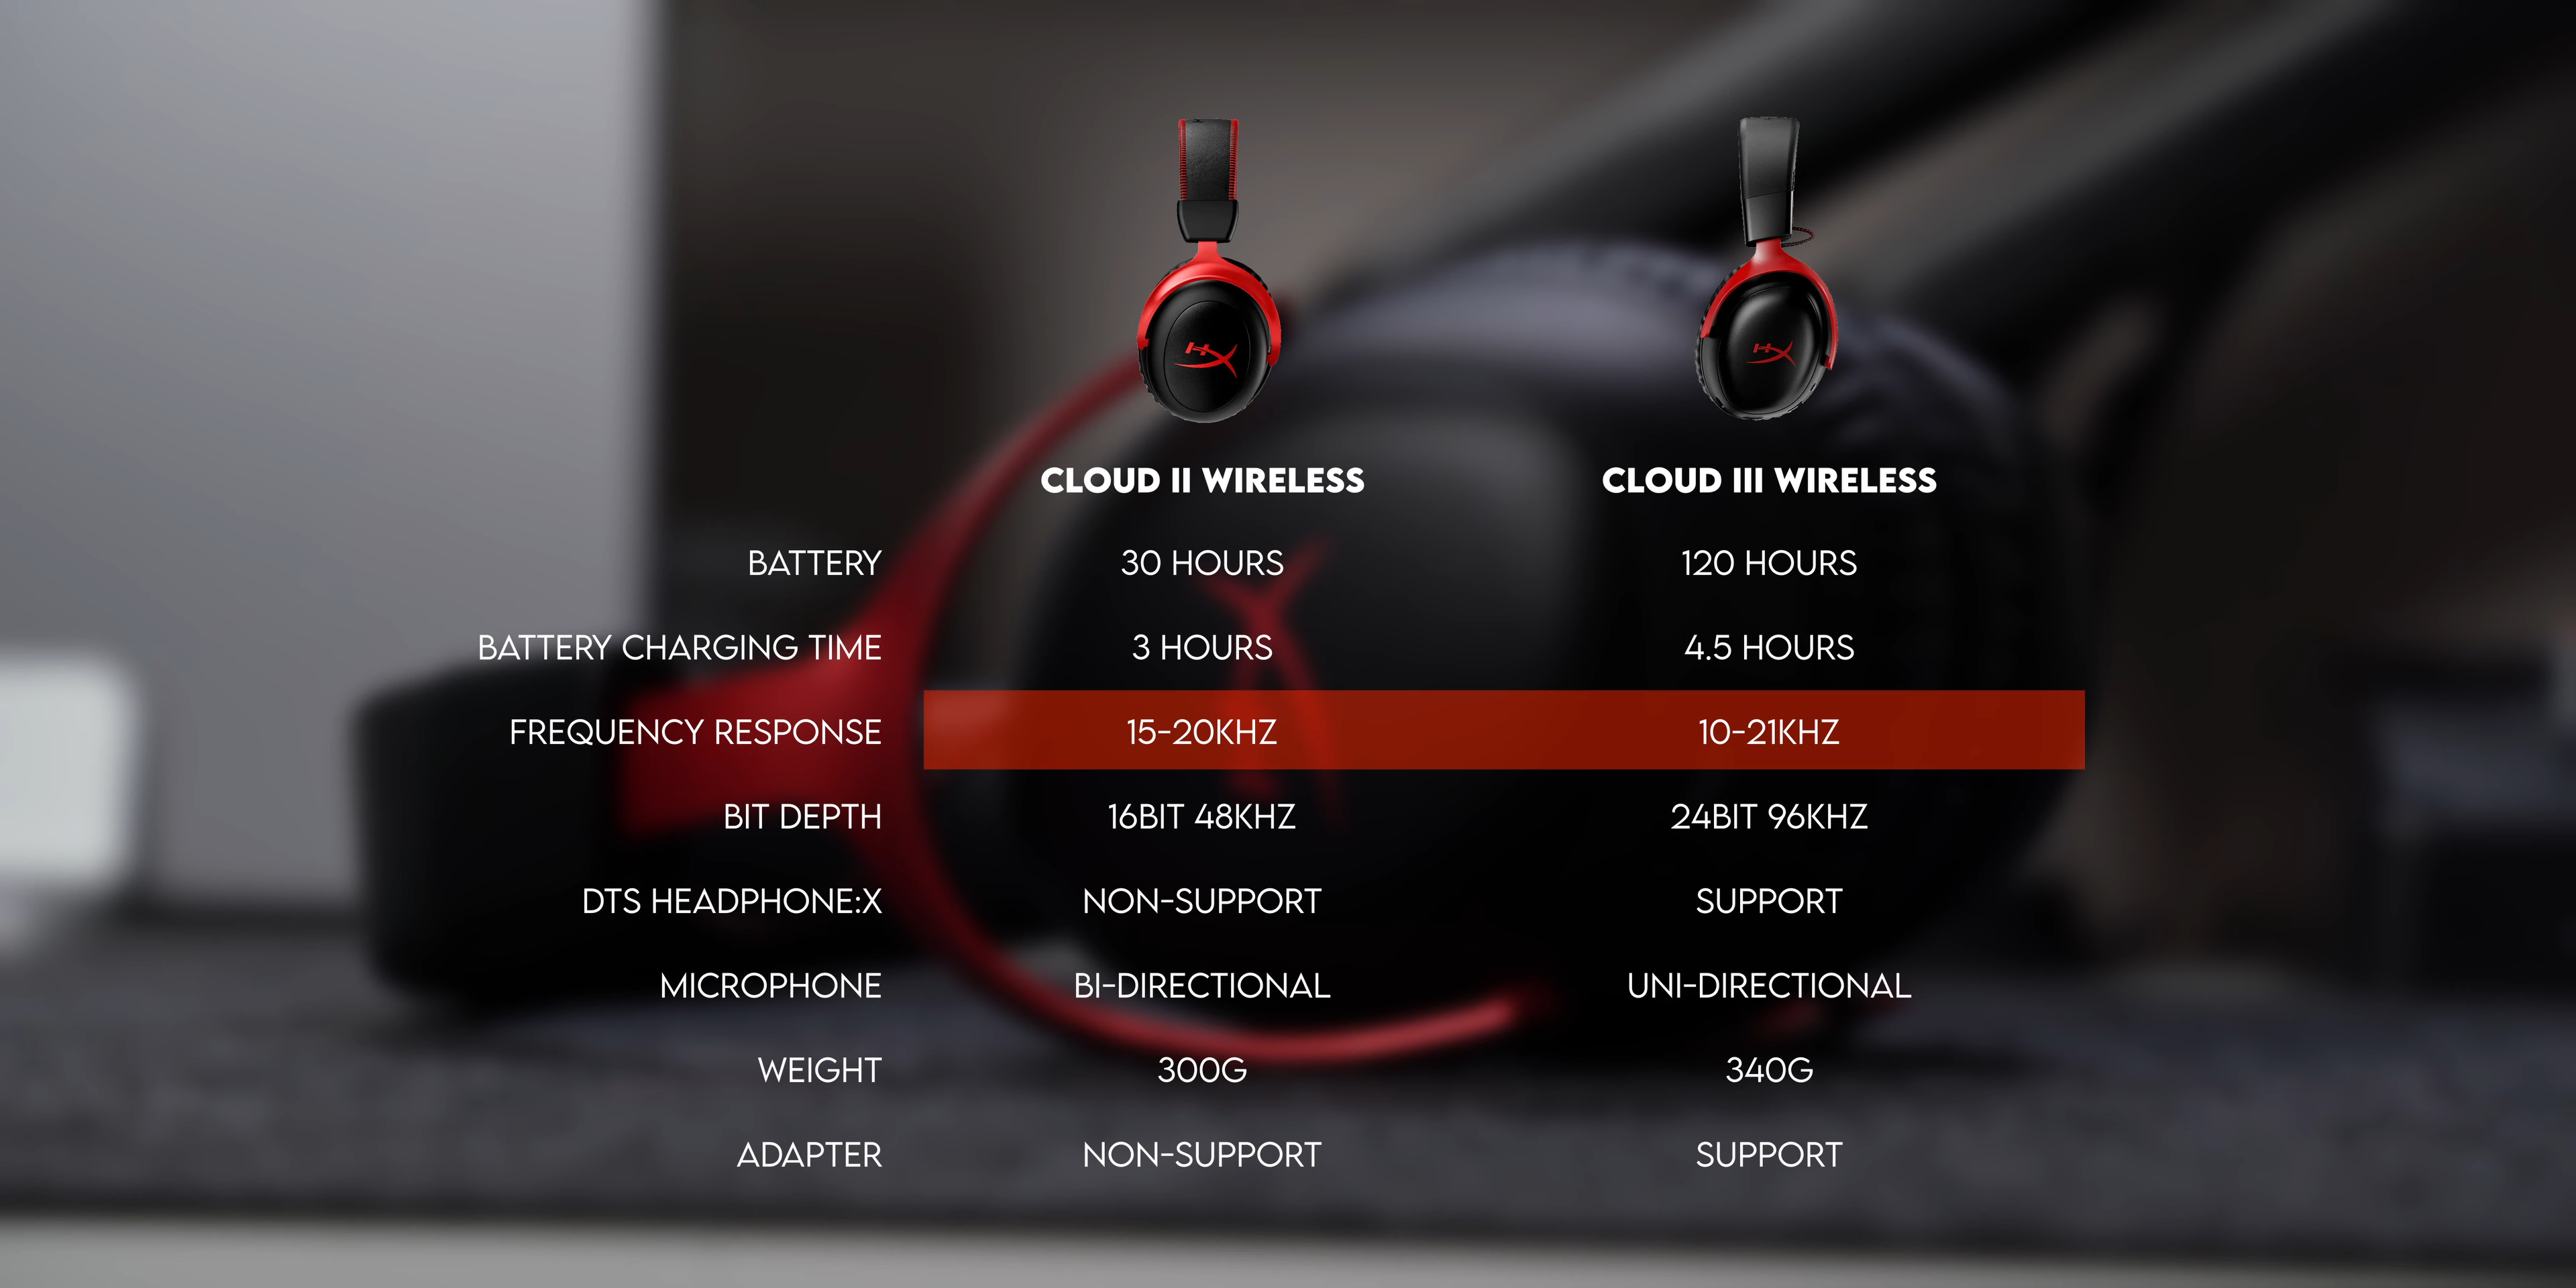 CLOUD II WIRELESS CLOUD III WIRELESS
BATTERY 30 HOURS 120 HOURS
BATTERY CHARGING TIME 3 HOURS 4.5 HOURS
FREQUENCY RESPONSE 15-20KHZ 10-21KHZ
BIT DEPTH 16BIT 48KHZ 24BIT 96KHZ
DTS HEADPHONE:X NON-SUPPORT SUPPORT
MICROPHONE BI-DIRECTIONAL UNI-DIRECTIONAL
WEIGHT 300G 340G
ADAPTER NON-SUPPORT SUPPORT